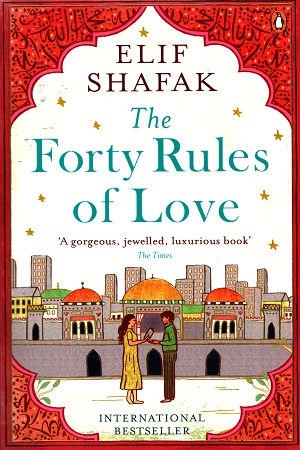 ELIF
SHAFAK
The
Forty Rules
of Love
‘A gorgeous, jewelled, luxurious book’
The Times
INTERNATIONAL
BESTSELLER